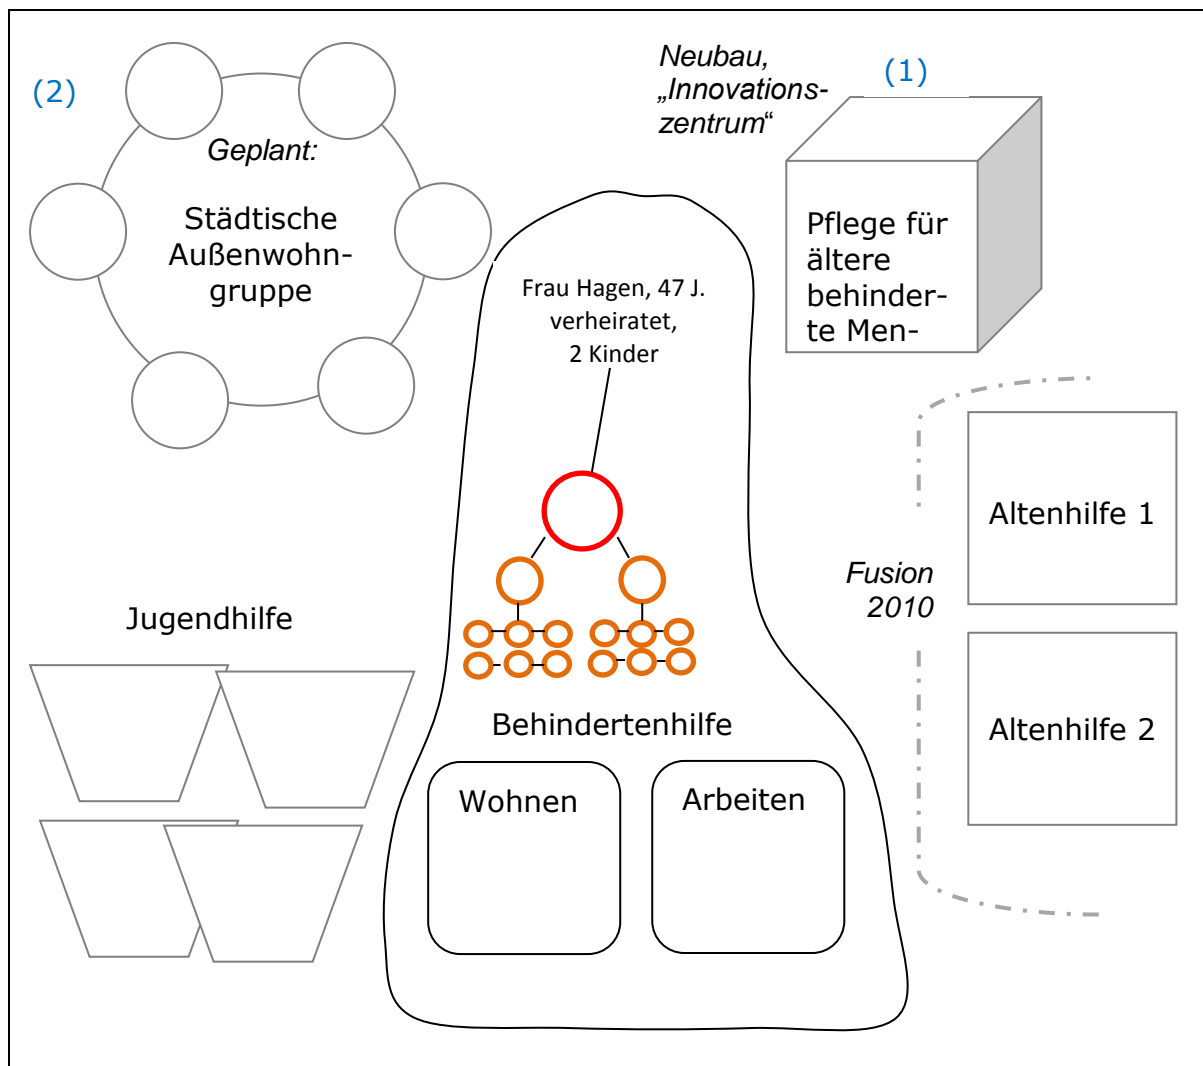 (2)
Geplant:
Städtische
Außenwohn-
gruppe
Neubau,
„Innovations-
zentrum“
(1)
Pflege für
ältere
behinder-
te Men-
Frau Hagen, 47 J.
verheiratet,
2 Kinder
Altenhilfe 1
Fusion
2010
Altenhilfe 2
Jugendhilfe
Behindertenhilfe
Wohnen
Arbeiten